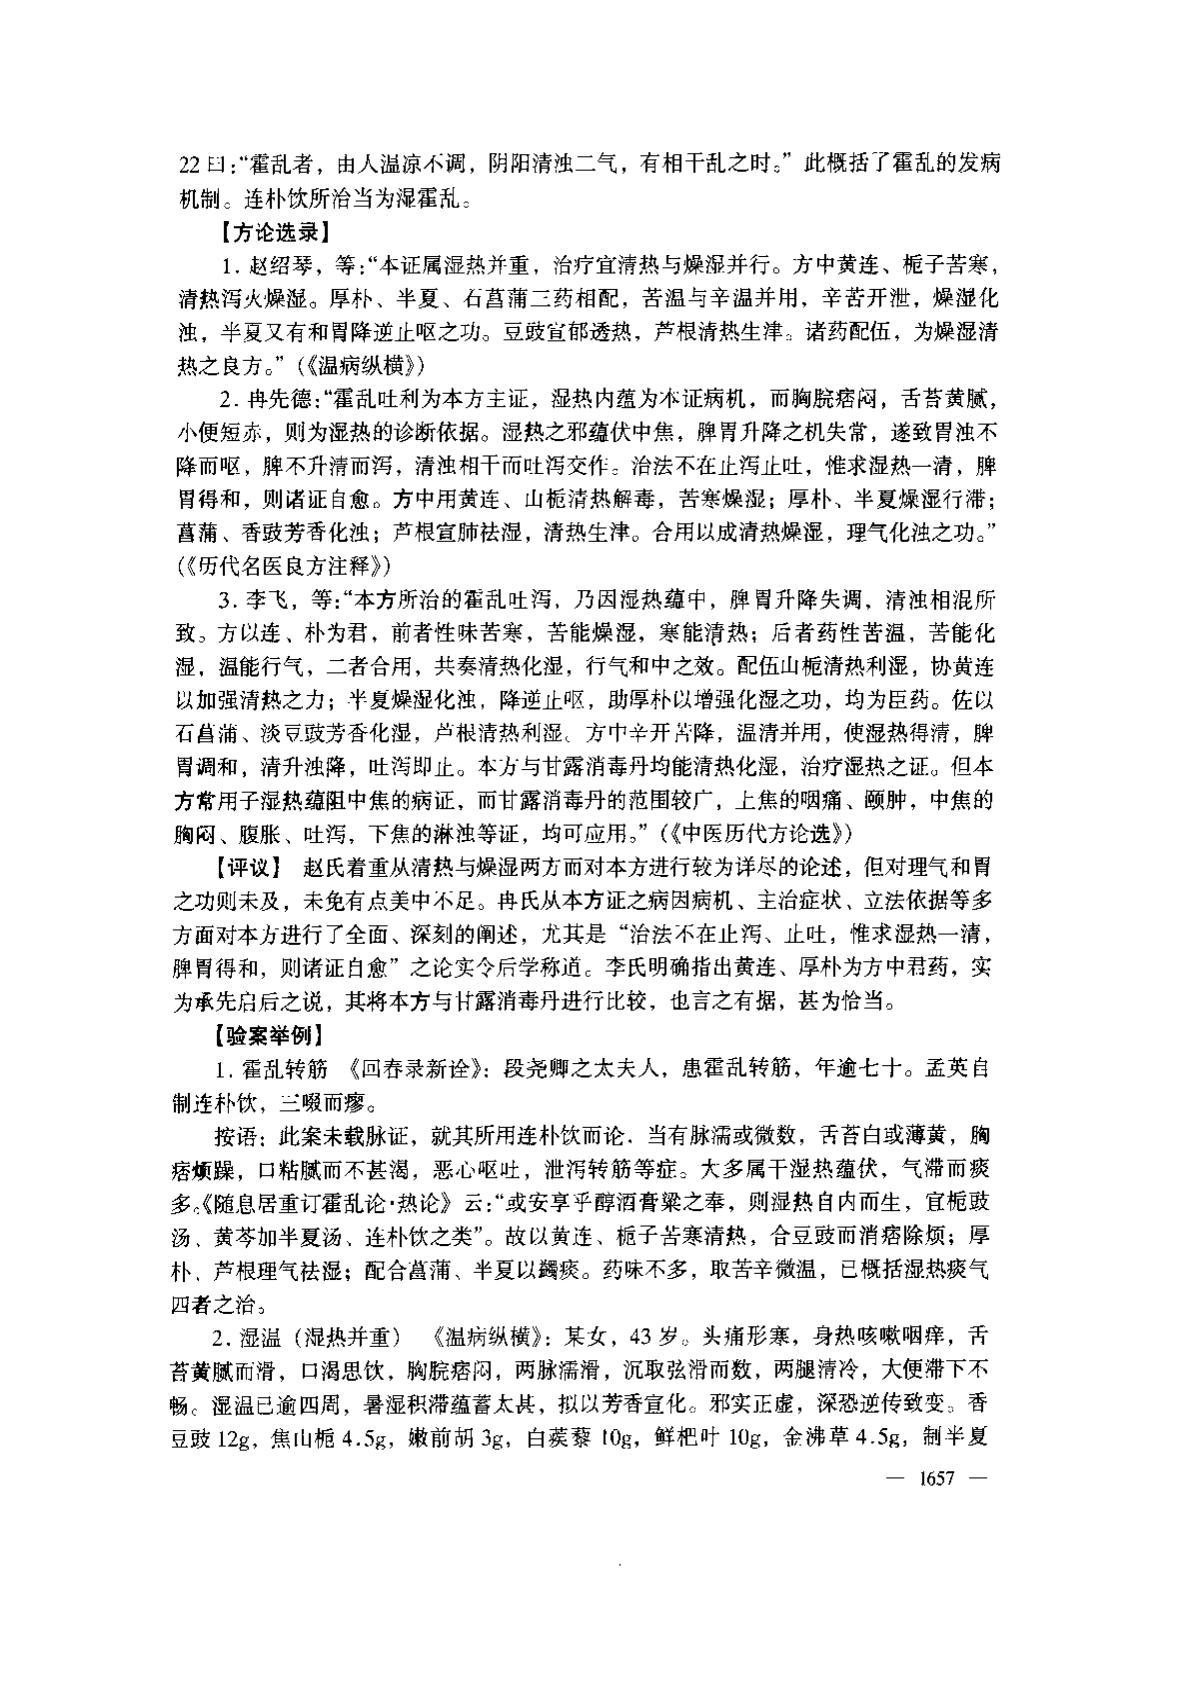 22曰：“霍乱者，由人温凉不调，阴阳清浊二气，有相干乱之时。”此概括了霍乱的发病
机制。连朴饮所治当为湿霍乱。
【方论选录】
1. 赵绍琴，等：“本证属湿热并重，治疗宜清热与燥湿并行。方中黄连、栀子苦寒，
清热泻火燥湿。厚朴、半夏、石菖蒲三药相配，苦温与辛温并用，辛苦开泄，燥湿化
浊，半夏又有和胃降逆止呕之功。豆豉宣郁透热，芦根清热生津。诸药配伍，为燥湿清
热之良方。”（《温病纵横》）
2. 冉先德：“霍乱吐利为本方主证，湿热内蕴为本证病机，而胸脘痞闷，舌苔黄腻，
小便短赤，则为湿热的诊断依据。湿热之邪蕴伏中焦，脾胃升降之机失常，遂致胃浊不
降而呕，脾不升清而泻，清浊相干而吐泻交作。治法不在止泻止吐，惟求湿热一清，脾
胃得和，则诸证自愈。方中用黄连、山栀清热解毒，苦寒燥湿；厚朴、半夏燥湿行滞；
菖蒲、香豉芳香化浊；芦根宣肺祛湿，清热生津。合用以成清热燥湿，理气化浊之功。”
（《历代名医良方注释》）
3. 李飞，等：“本方所治的霍乱吐泻，乃因湿热蕴中，脾胃升降失调，清浊相混所
致。方以连、朴为君，前者性味苦寒，苦能燥湿，寒能清热；后者药性苦温，苦能化
湿，温能行气，二者合用，共奏清热化湿，行气和中之效。配伍山栀清热利湿，协黄连
以加强清热之力；半夏燥湿化浊，降逆止呕，助厚朴以增强化湿之功，均为臣药。佐以
石菖蒲、淡豆豉芳香化湿，芦根清热利湿。方中辛开苦降，温清并用，使湿热得清，脾
胃调和，清升浊降，吐泻即止。本方与甘露消毒丹均能清热化湿，治疗湿热之证。但本
方常用于湿热蕴阻中焦的病证，而甘露消毒丹的范围较广，上焦的咽痛、颐肿，中焦的
胸闷、腹胀、吐泻，下焦的淋浊等证，均可应用。”（《中医历代方论选》）
【评议】 赵氏着重从清热与燥湿两方面对本方进行较为详尽的论述，但对理气和胃
之功则未及，未免有点美中不足。冉氏从本方证之病因病机、主治症状、立法依据等多
方面对本方进行了全面、深刻的阐述，尤其是“治法不在止泻、止吐，惟求湿热一清，
脾胃得和，则诸证自愈”之论实令后学称道。李氏明确指出黄连、厚朴为方中君药，实
为承先启后之说，其将本方与甘露消毒丹进行比较，也言之有据，甚为恰当。
【验案举例】
1. 霍乱转筋 《回春录新诠》：段尧卿之太夫人，患霍乱转筋，年逾七十。孟英自
制连朴饮，三啜而瘳。
按语：此案未载脉证，就其所用连朴饮而论，当有脉濡或微数，舌苔白或薄黄，胸
痞烦躁，口粘腻而不甚渴，恶心呕吐，泄泻转筋等症。大多属于湿热蕴伏，气滞而痰
多。《随息居重订霍乱论·热论》云：“或安享乎醇酒膏粱之奉，则湿热自内而生，宜栀豉
汤、黄芩加半夏汤、连朴饮之类”。故以黄连、栀子苦寒清热，合豆豉而消痞除烦；厚
朴、芦根理气祛湿；配合菖蒲、半夏以蠲痰。药味不多，取苦辛微温，已概括湿热痰气
四者之治。
2. 湿温（湿热并重） 《温病纵横》：某女，43岁。头痛形寒，身热咳嗽咽痒，舌
苔黄腻而滑，口渴思饮，胸脘痞闷，两脉濡滑，沉取弦滑而数，两腿清冷，大便滞下不
畅。湿温已逾四周，暑湿积滞蕴蓄太甚，拟以芳香宣化。邪实正虚，深恐逆传致变。香
豆豉12g，焦山栀4.5g，嫩前胡3g，白蒺藜10g，鲜杷叶10g，金沸草4.5g，制半夏
— 1657 —